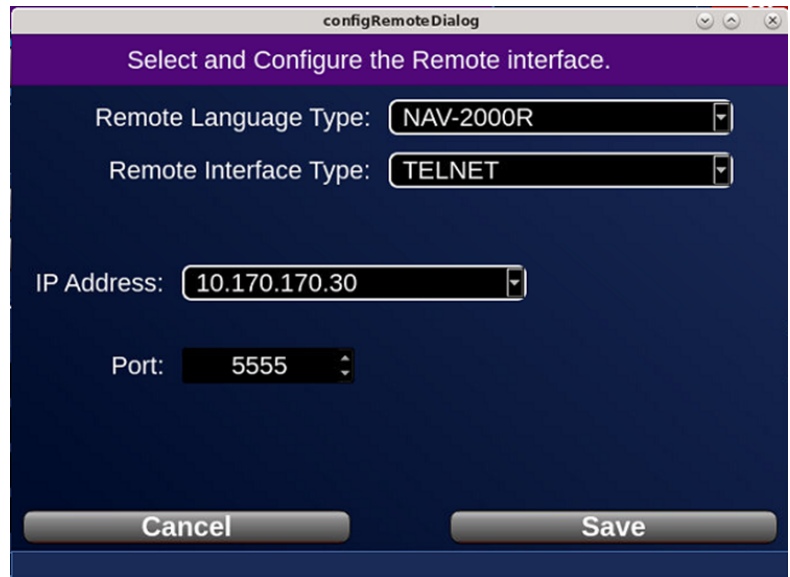 configRemoteDialog
Select and Configure the Remote interface.
Remote Language Type: NAV-2000R
Remote Interface Type: TELNET
IP Address: 10.170.170.30
Port: 5555
Cancel Save